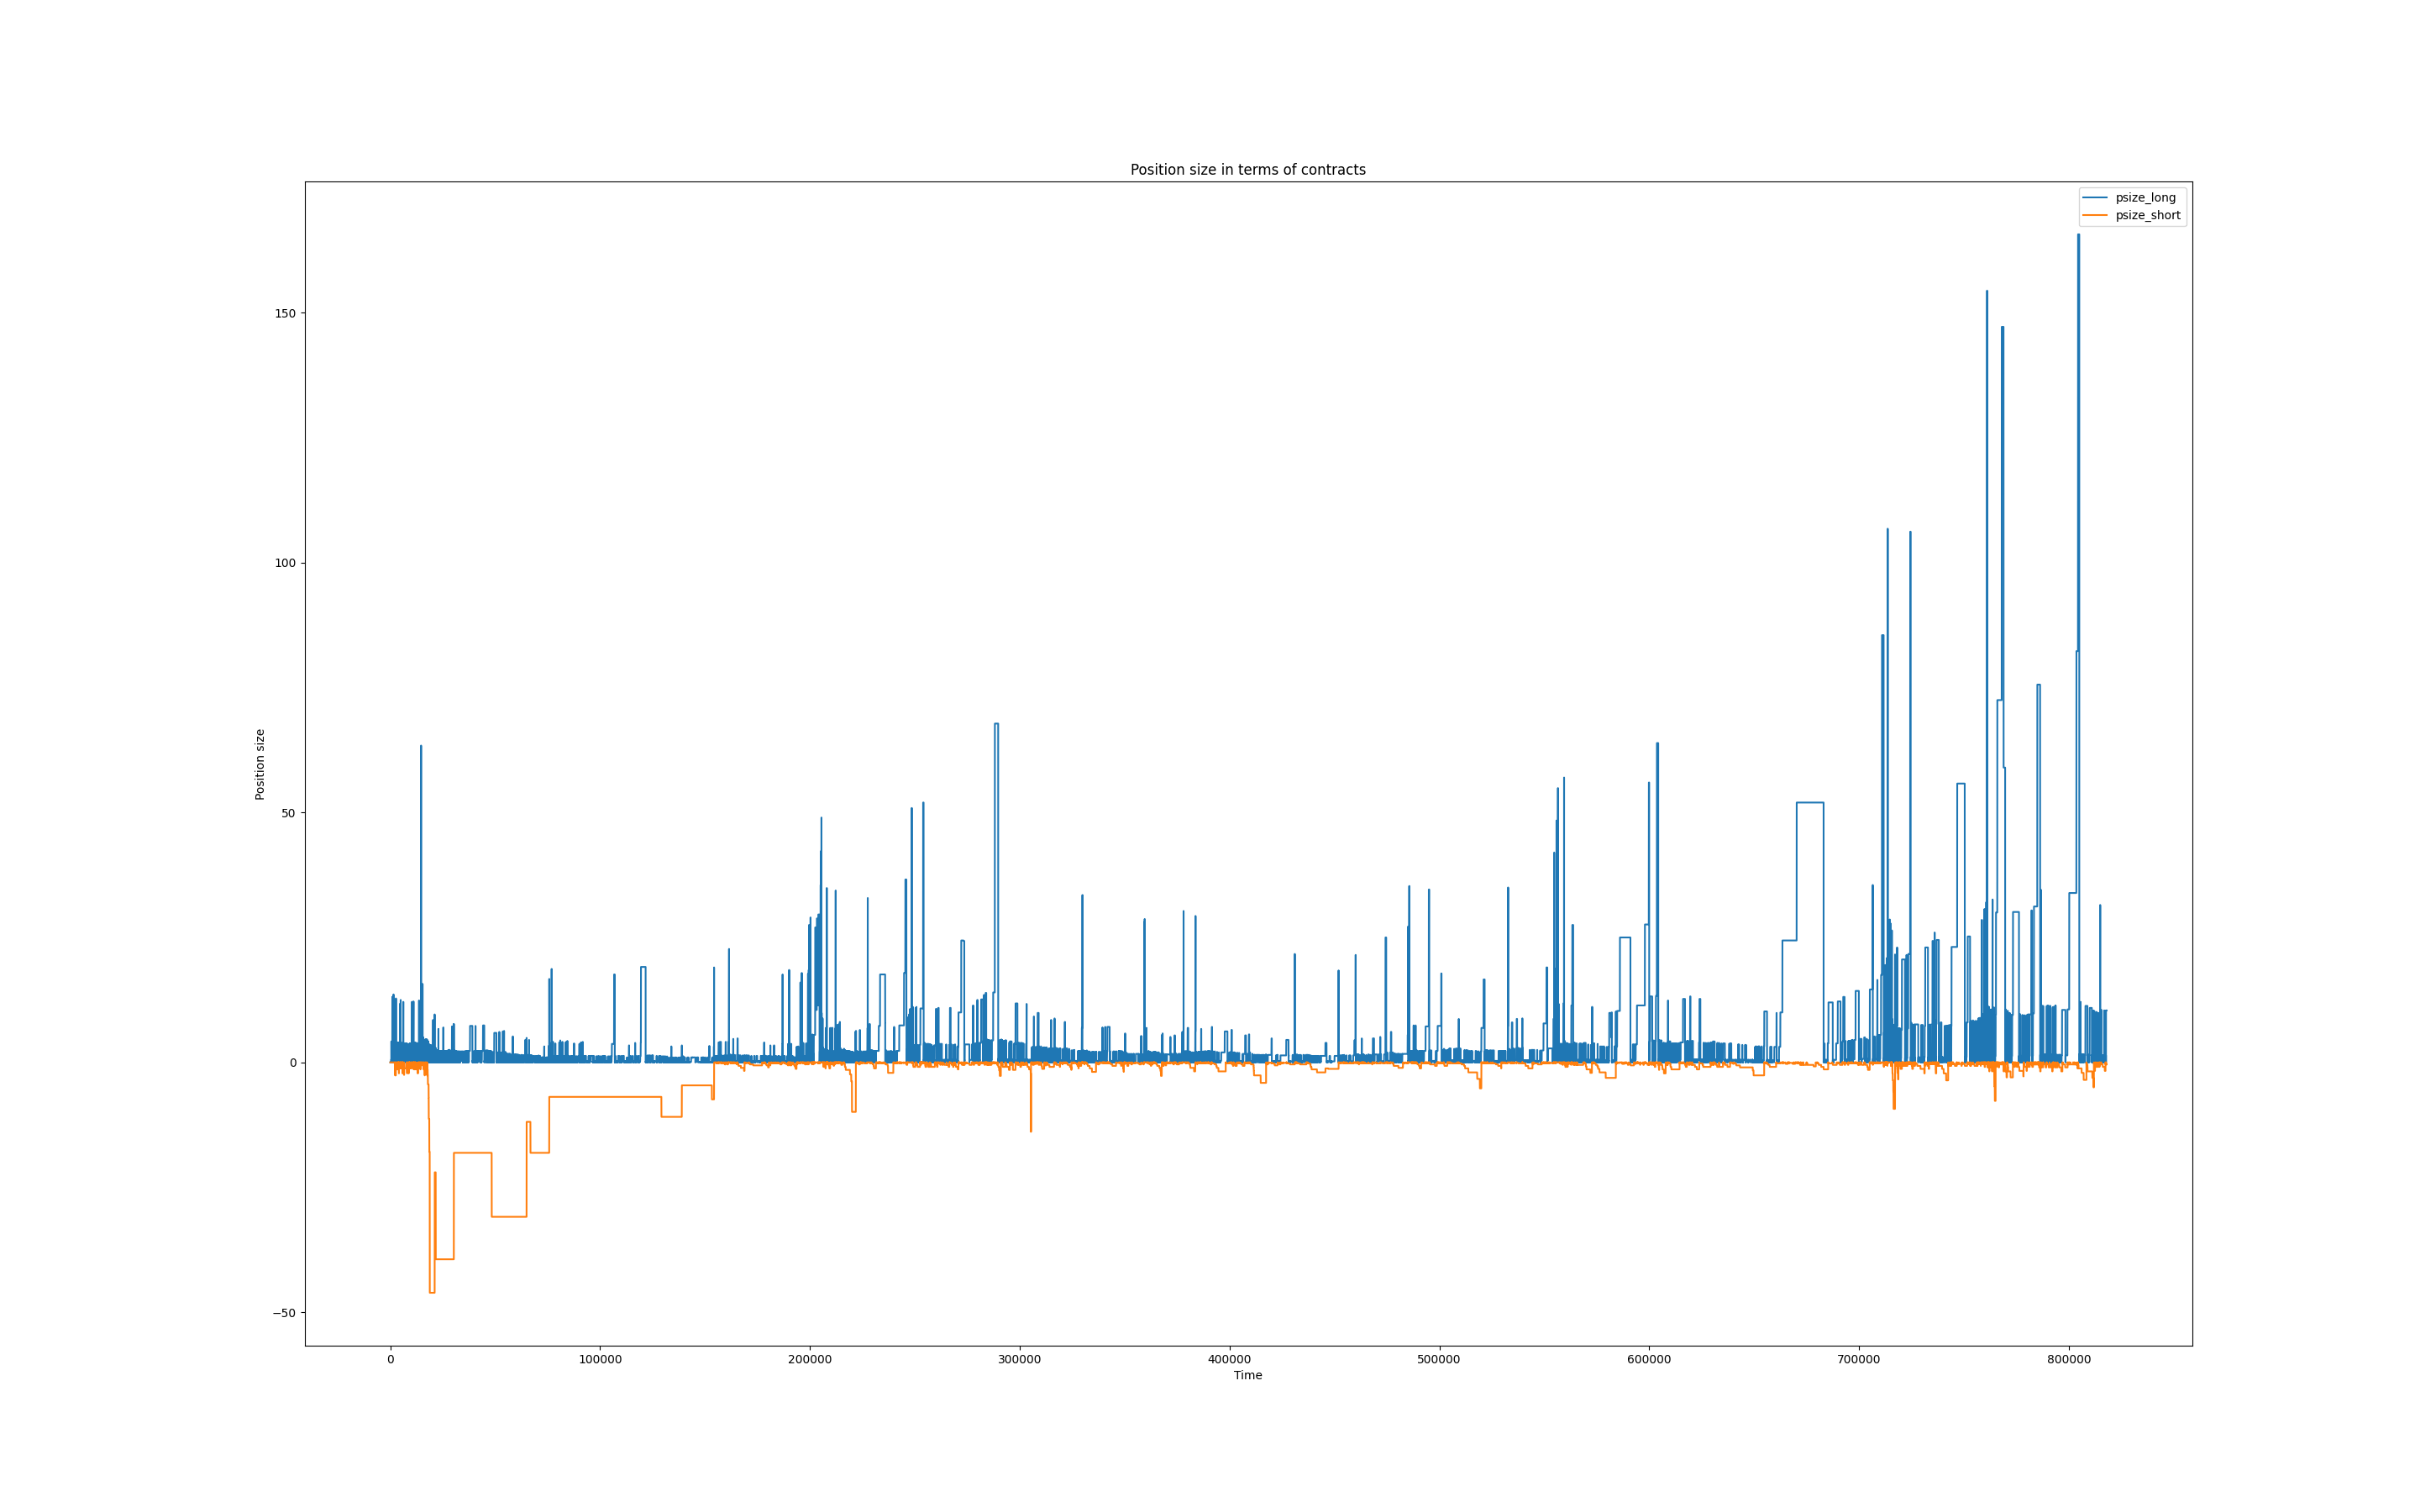 Position size in terms of contracts
psize_long
psize_short
150
100
50
0
−50
Position size
0 100000 200000 300000 400000 500000 600000 700000 800000
Time